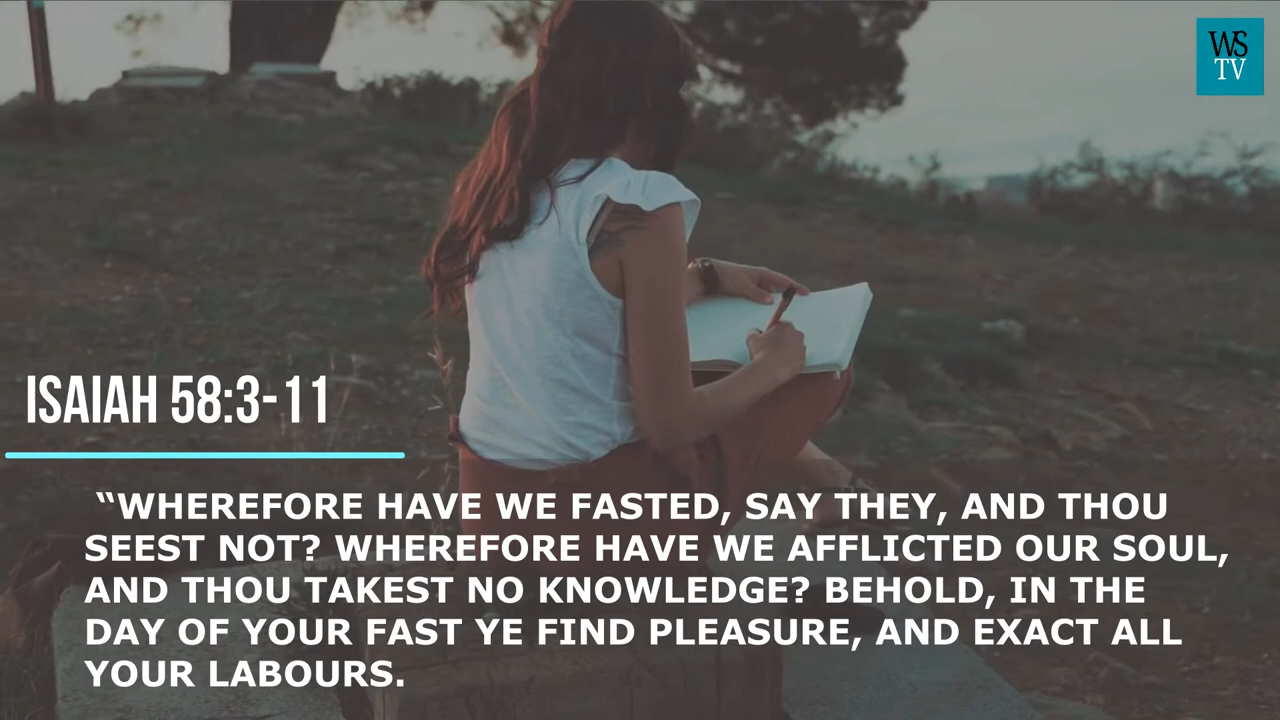 WS
TV
ISAIAH 58:3-11
“WHEREFORE HAVE WE FASTED, SAY THEY, AND THOU
SEEST NOT? WHEREFORE HAVE WE AFFLICTED OUR SOUL,
AND THOU TAKEST NO KNOWLEDGE? BEHOLD, IN THE
DAY OF YOUR FAST YE FIND PLEASURE, AND EXACT ALL
YOUR LABOURS.